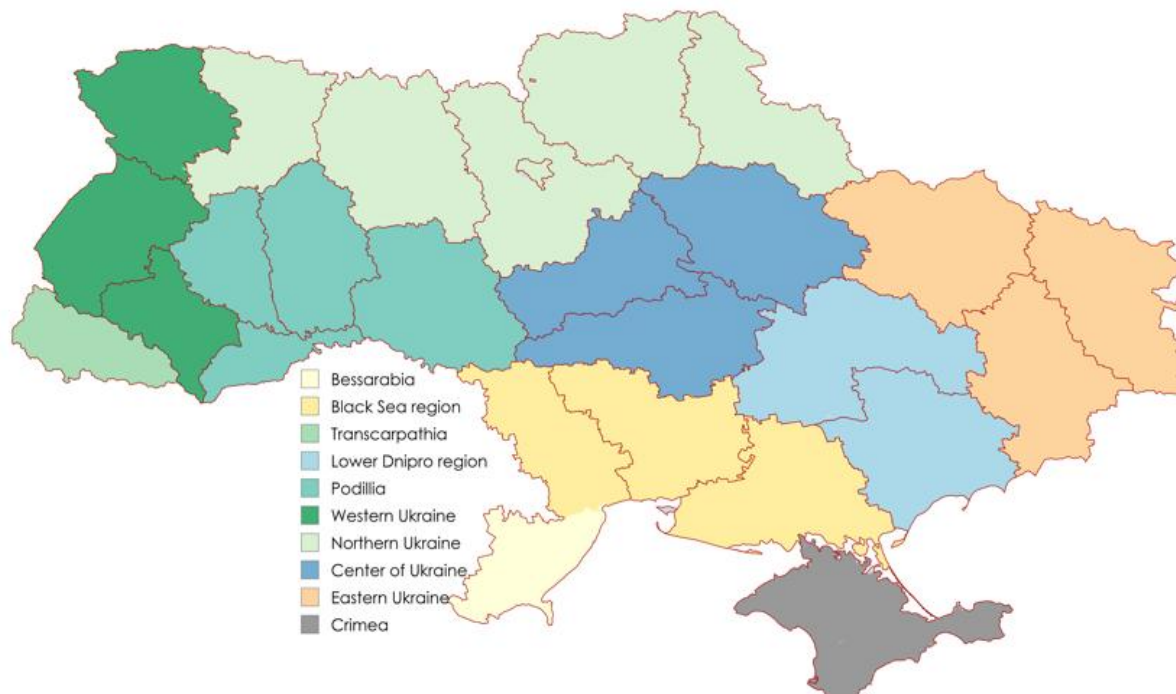 Bessarabia
Black Sea region
Transcarpathia
Lower Dnipro region
Podillia
Western Ukraine
Northern Ukraine
Center of Ukraine
Eastern Ukraine
Crimea